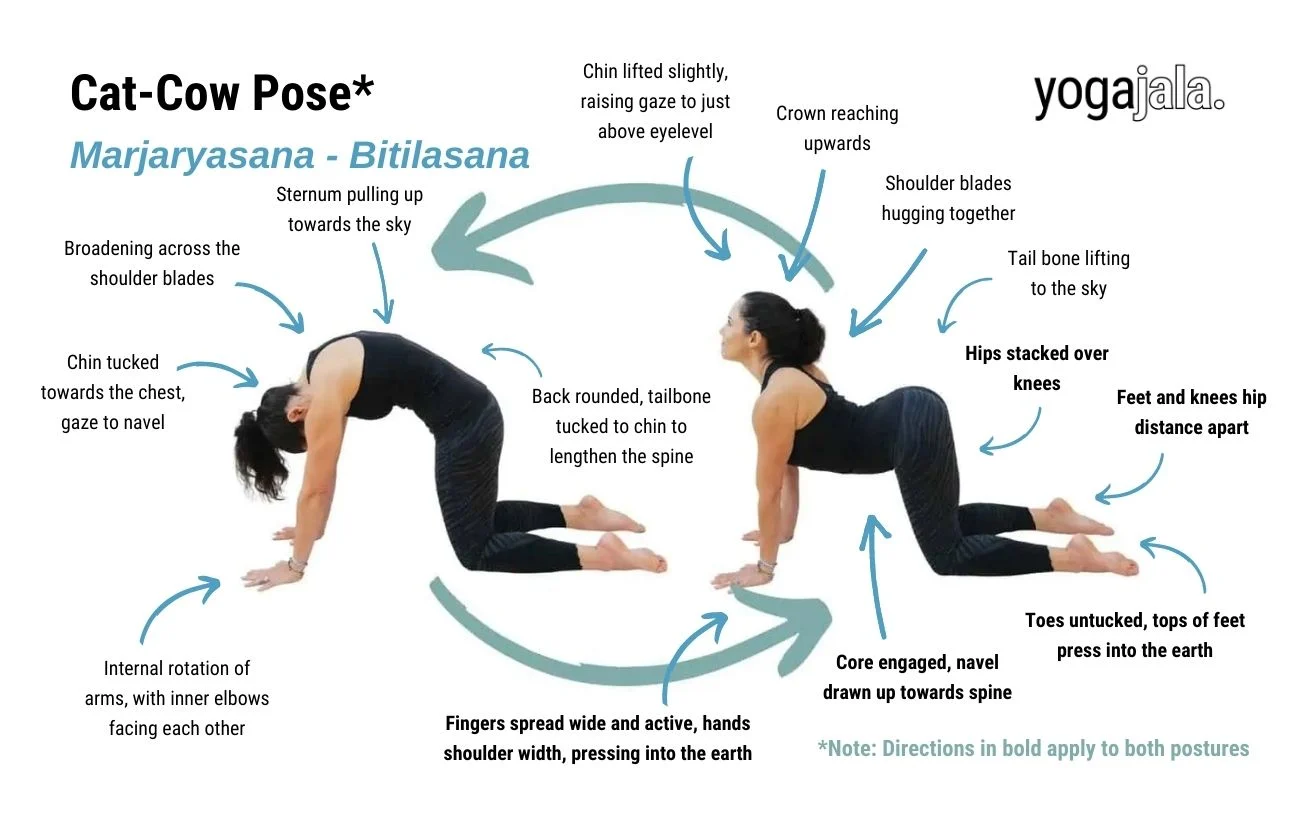 Cat-Cow Pose*
Marjaryasana - Bitilasana
yogajala.
Chin lifted slightly,
raising gaze to just
above eyelevel
Crown reaching
upwards
Shoulder blades
hugging together
Tail bone lifting
to the sky
Sternum pulling up
towards the sky
Broadening across the
shoulder blades
Chin tucked
towards the chest,
gaze to navel
Back rounded, tailbone
tucked to chin to
lengthen the spine
Hips stacked over
knees
Feet and knees hip
distance apart
Toes untucked, tops of feet
press into the earth
Core engaged, navel
drawn up towards spine
Internal rotation of
arms, with inner elbows
facing each other
Fingers spread wide and active, hands
shoulder width, pressing into the earth
*Note: Directions in bold apply to both postures